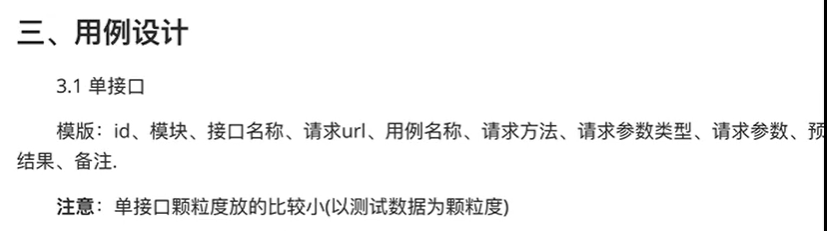 三、用例设计
3.1 单接口
模版：id、模块、接口名称、请求url、用例名称、请求方法、请求参数类型、请求参数、预
结果、备注.
注意：单接口颗粒度放的比较小(以测试数据为颗粒度)